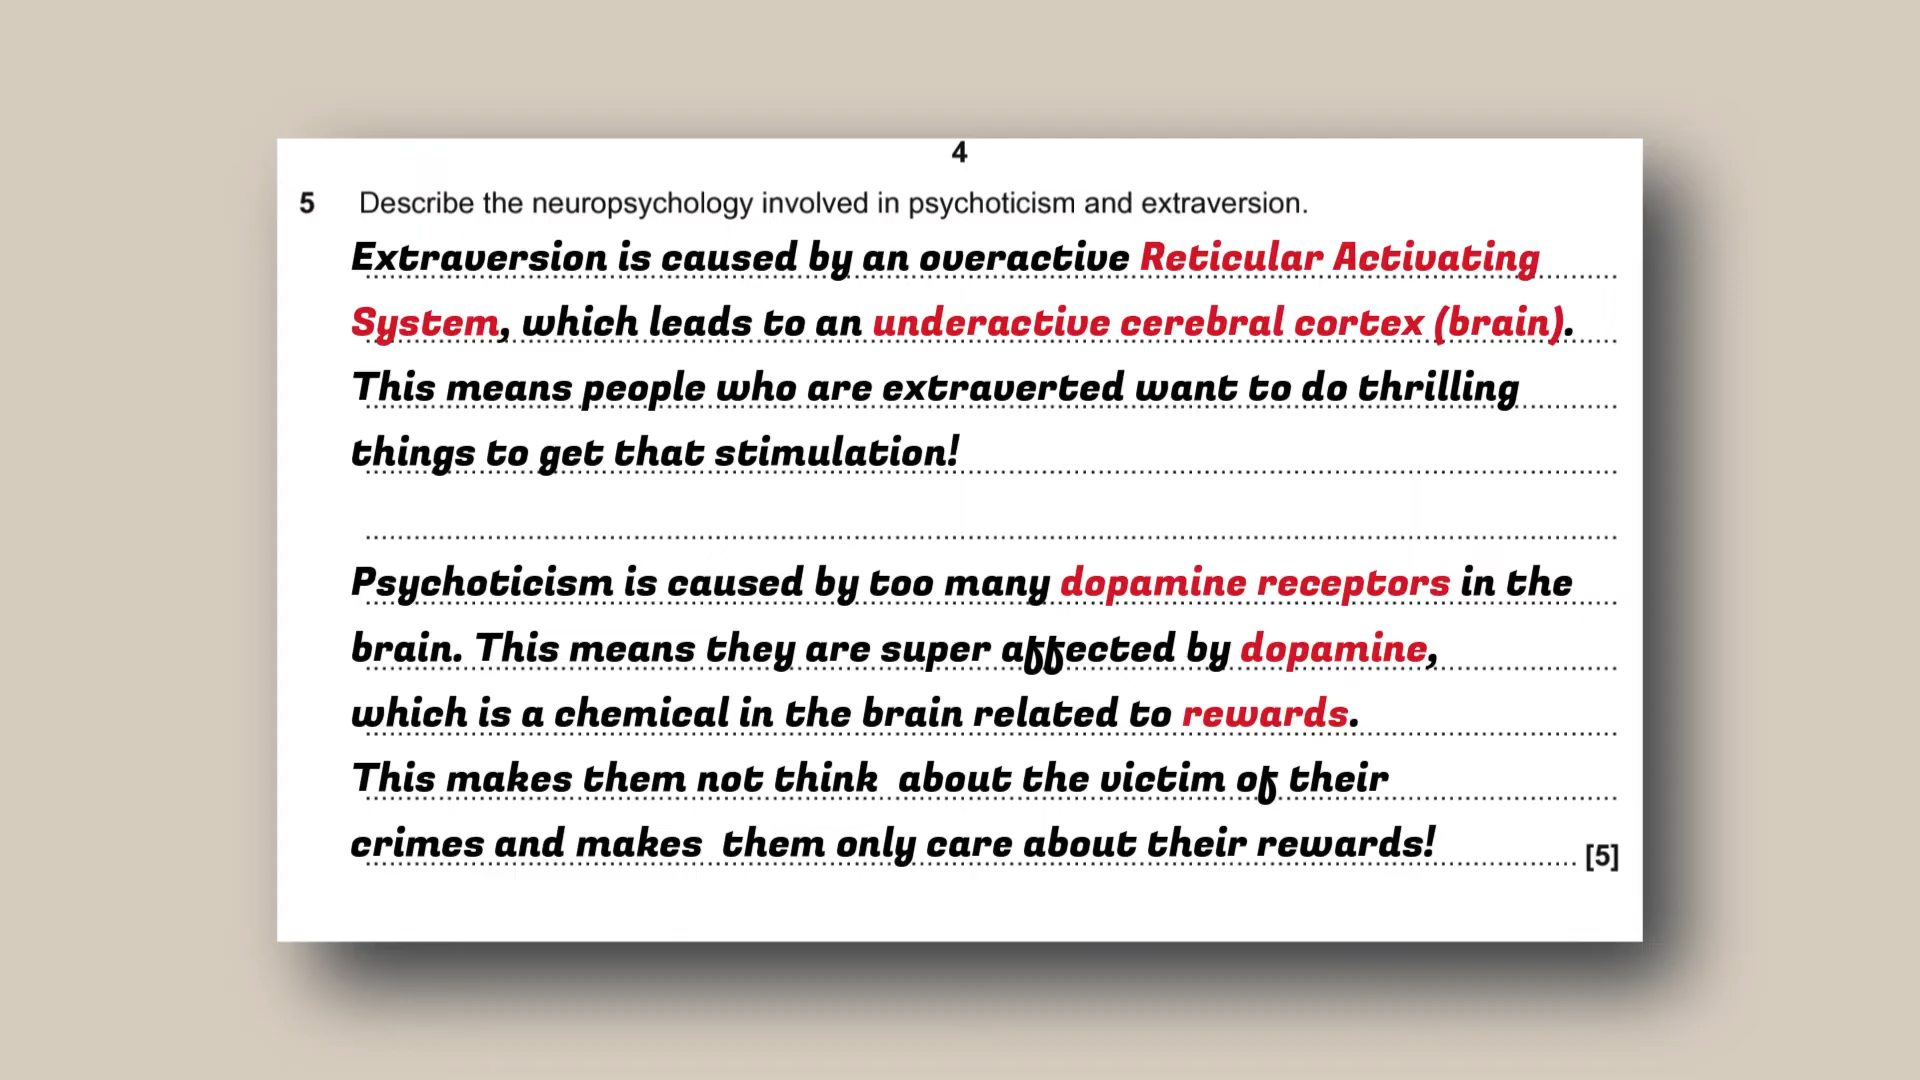 4
5 Describe the neuropsychology involved in psychoticism and extraversion.
Extraversion is caused by an overactive Reticular Activating
System, which leads to an underactive cerebral cortex (brain).
This means people who are extraverted want to do thrilling
things to get that stimulation!
Psychoticism is caused by too many dopamine receptors in the
brain. This means they are super affected by dopamine,
which is a chemical in the brain related to rewards.
This makes them not think about the victim of their
crimes and makes them only care about their rewards!
[5]